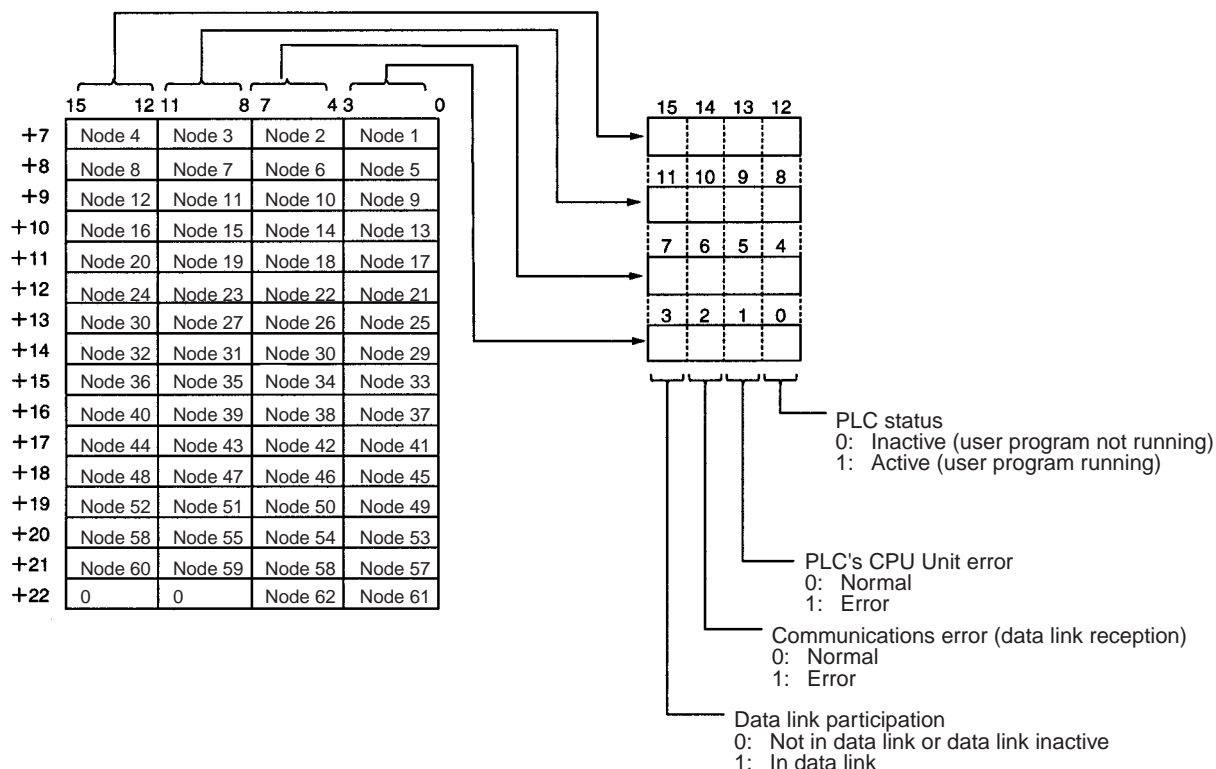 15 12 11 8 7 4 3 0
+7 Node 4 Node 3 Node 2 Node 1
+8 Node 8 Node 7 Node 6 Node 5
+9 Node 12 Node 11 Node 10 Node 9
+10 Node 16 Node 15 Node 14 Node 13
+11 Node 20 Node 19 Node 18 Node 17
+12 Node 24 Node 23 Node 22 Node 21
+13 Node 30 Node 27 Node 26 Node 25
+14 Node 32 Node 31 Node 30 Node 29
+15 Node 36 Node 35 Node 34 Node 33
+16 Node 40 Node 39 Node 38 Node 37
+17 Node 44 Node 43 Node 42 Node 41
+18 Node 48 Node 47 Node 46 Node 45
+19 Node 52 Node 51 Node 50 Node 49
+20 Node 58 Node 55 Node 54 Node 53
+21 Node 60 Node 59 Node 58 Node 57
+22 0 0 Node 62 Node 61
15 14 13 12
11 10 9 8
7 6 5 4
3 2 1 0
PLC status
0: Inactive (user program not running)
1: Active (user program running)
PLC's CPU Unit error
0: Normal
1: Error
Communications error (data link reception)
0: Normal
1: Error
Data link participation
0: Not in data link or data link inactive
1: In data link